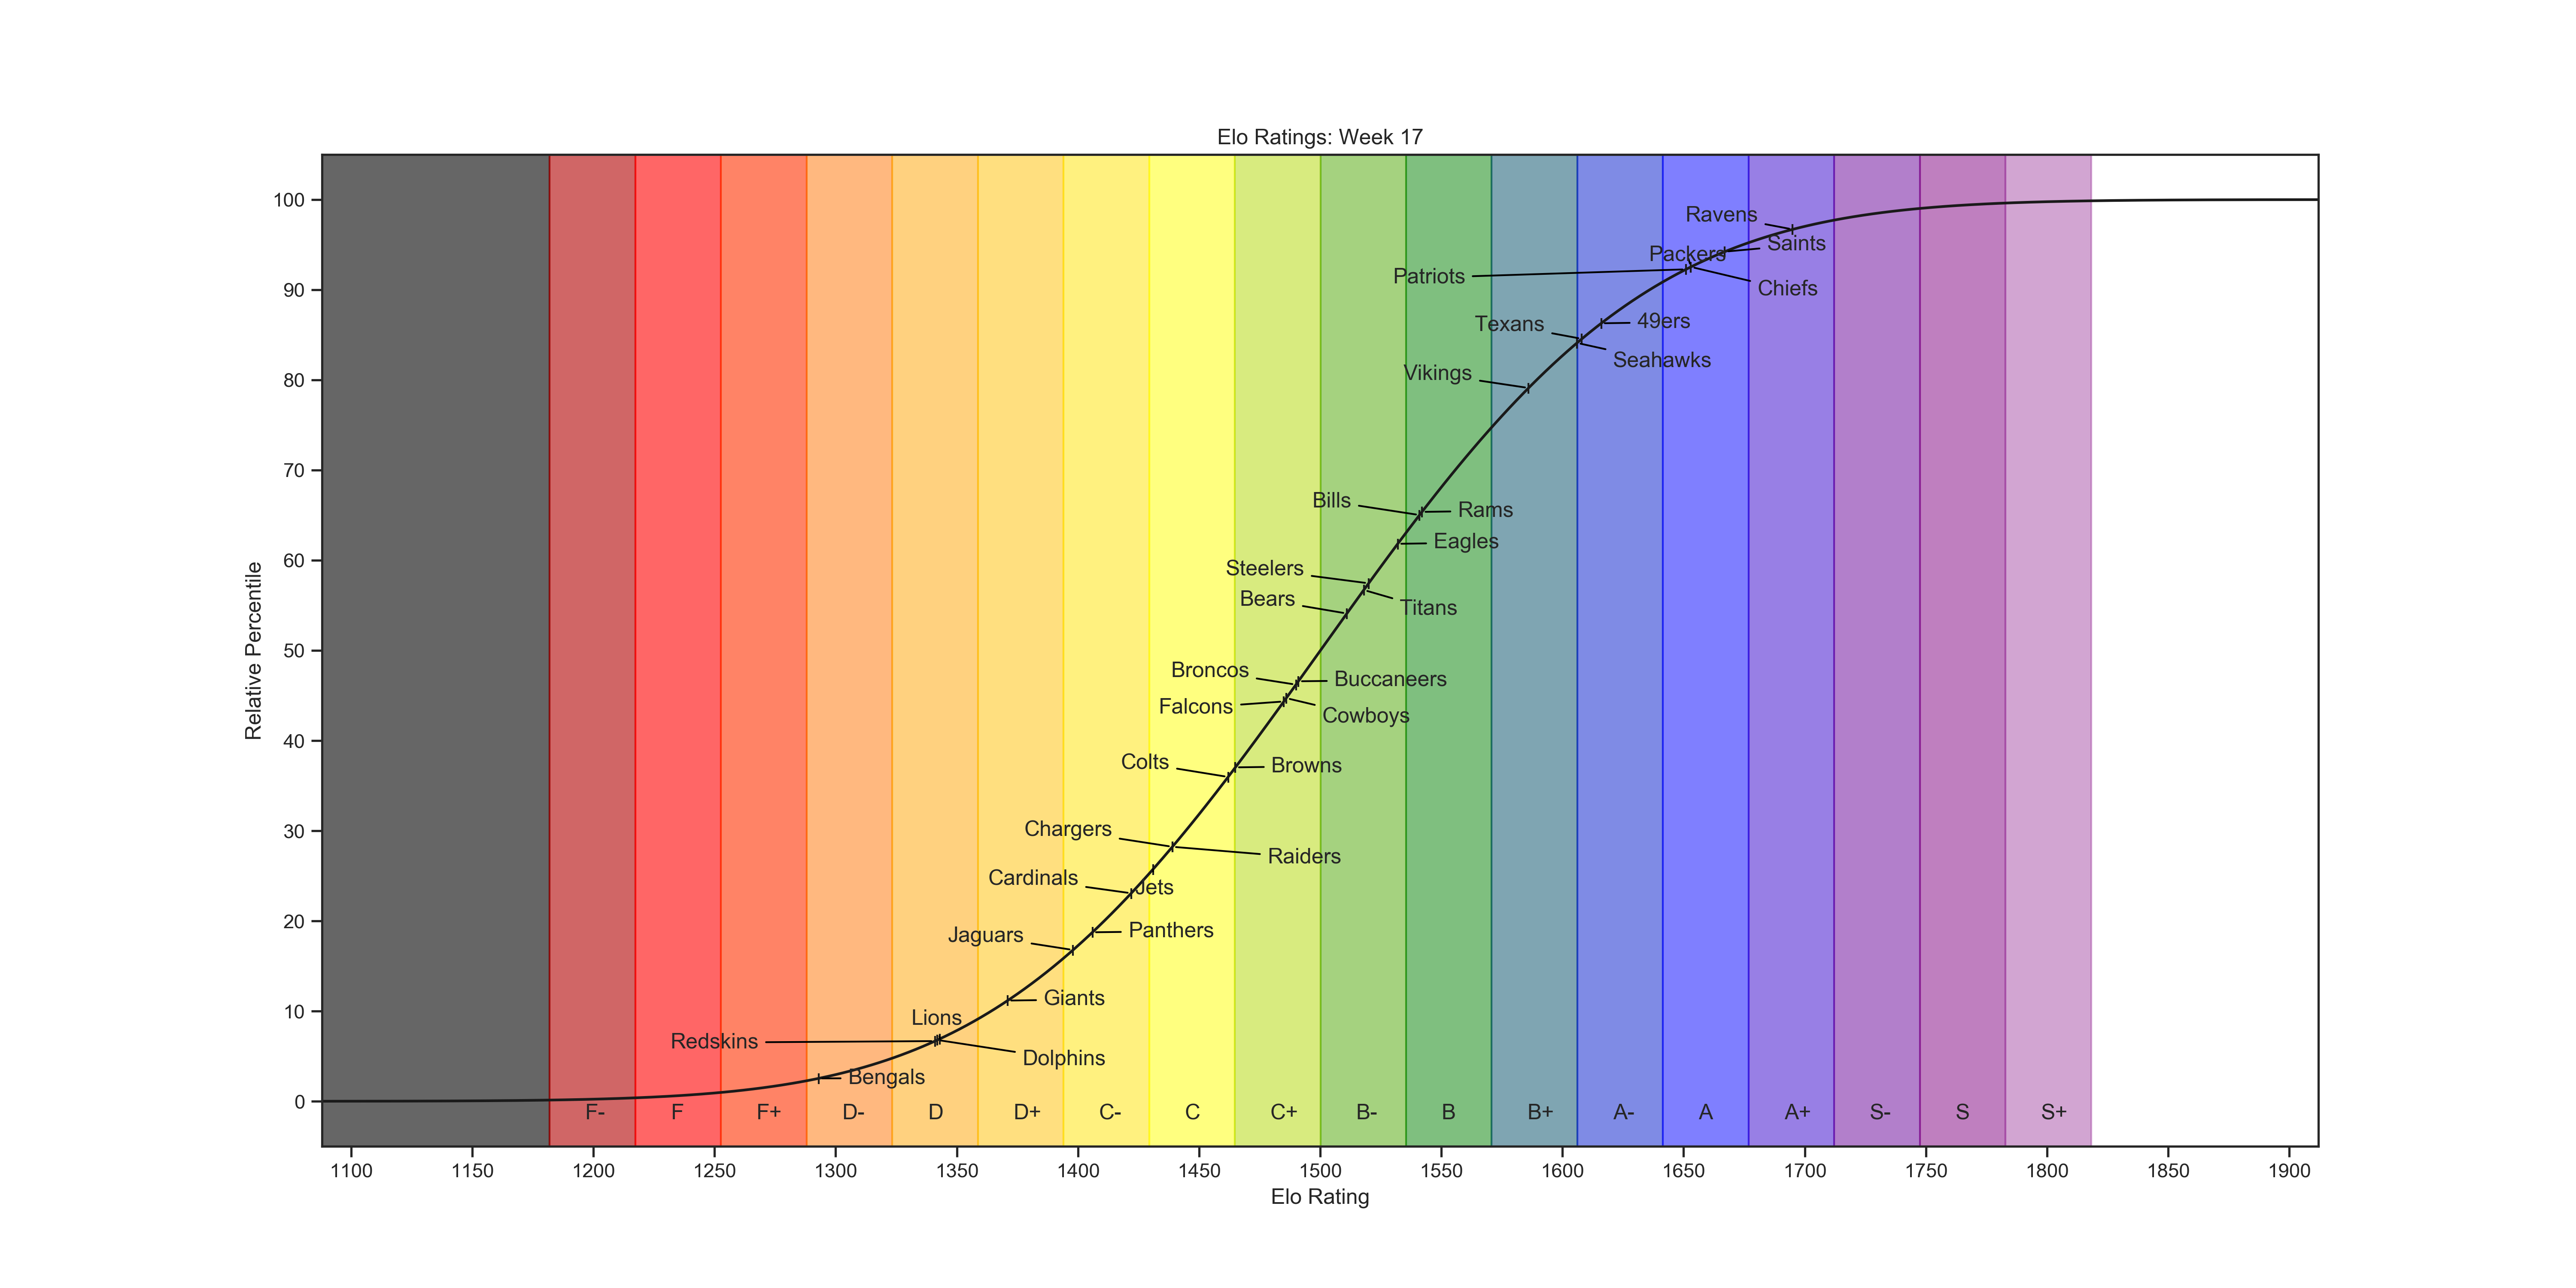 Elo Ratings: Week 17
100
90
80
70
60
50
40
30
20
10
0
Relative Percentile
Ravens
Saints
Packers
Patriots
Chiefs
Texans
49ers
Seahawks
Vikings
Bills
Rams
Eagles
Steelers
Bears
Titans
Broncos
Buccaneers
Falcons
Cowboys
Colts
Browns
Chargers
Raiders
Cardinals
Jets
Panthers
Jaguars
Giants
Lions
Redskins
Dolphins
Bengals
F- F F+ D- D D+ C- C C+ B- B B+ A- A A+ S- S S+
1100 1150 1200 1250 1300 1350 1400 1450 1500 1550 1600 1650 1700 1750 1800 1850 1900
Elo Rating